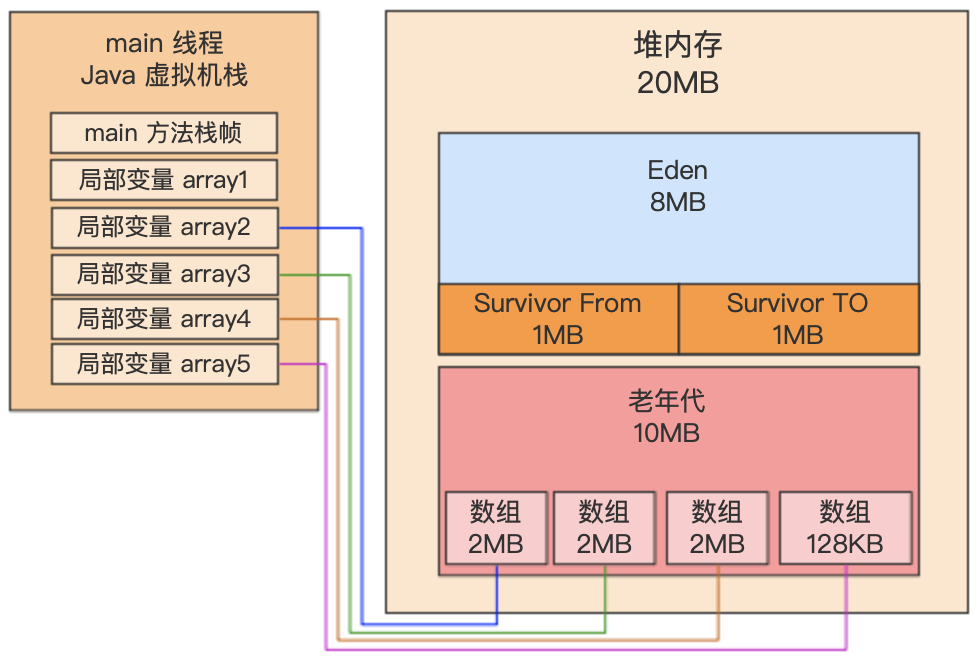 main 线程
Java 虚拟机栈
main 方法栈帧
局部变量 array1
局部变量 array2
局部变量 array3
局部变量 array4
局部变量 array5
堆内存
20MB
Eden
8MB
Survivor From
1MB
Survivor TO
1MB
老年代
10MB
数组
2MB
数组
2MB
数组
2MB
数组
128KB